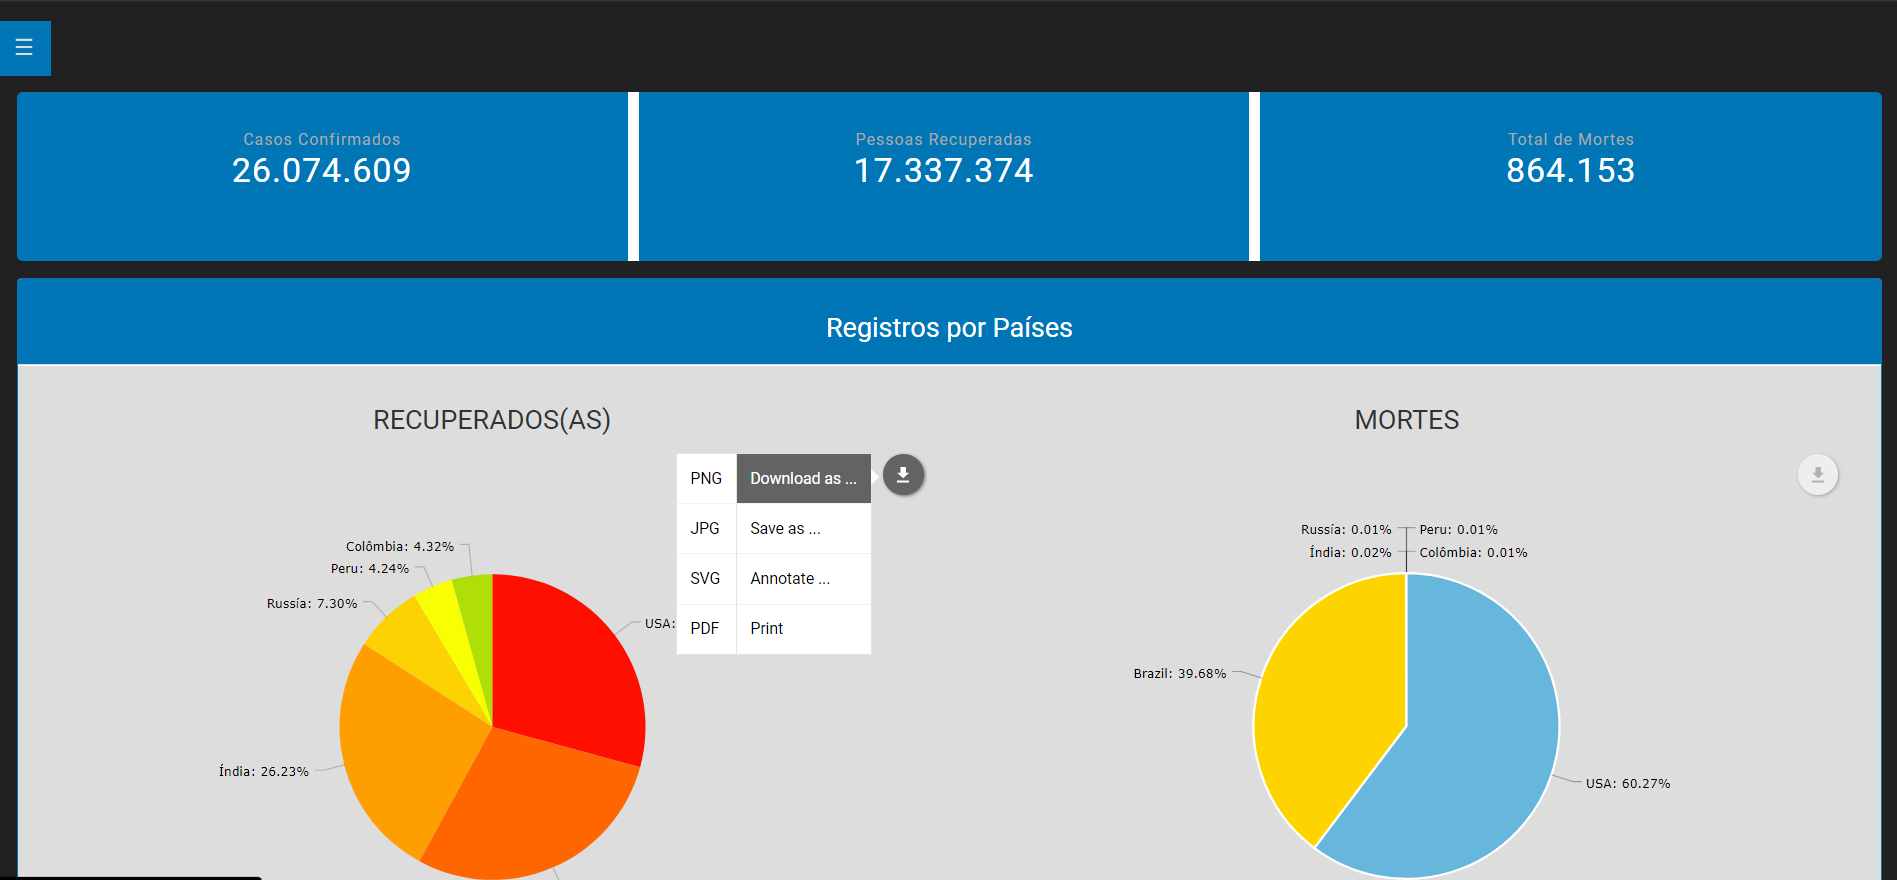 ☰
Casos Confirmados
26.074.609
Pessoas Recuperadas
17.337.374
Total de Mortes
864.153
Registros por Países
RECUPERADOS(AS)
PNG
Download as ...
JPG
Save as ...
SVG
Annotate ...
PDF
Print
Colômbia: 4.32%
Peru: 4.24%
Russía: 7.30%
USA:
Índia: 26.23%
MORTES
Russía: 0.01%
Peru: 0.01%
Índia: 0.02%
Colômbia: 0.01%
Brazil: 39.68%
USA: 60.27%